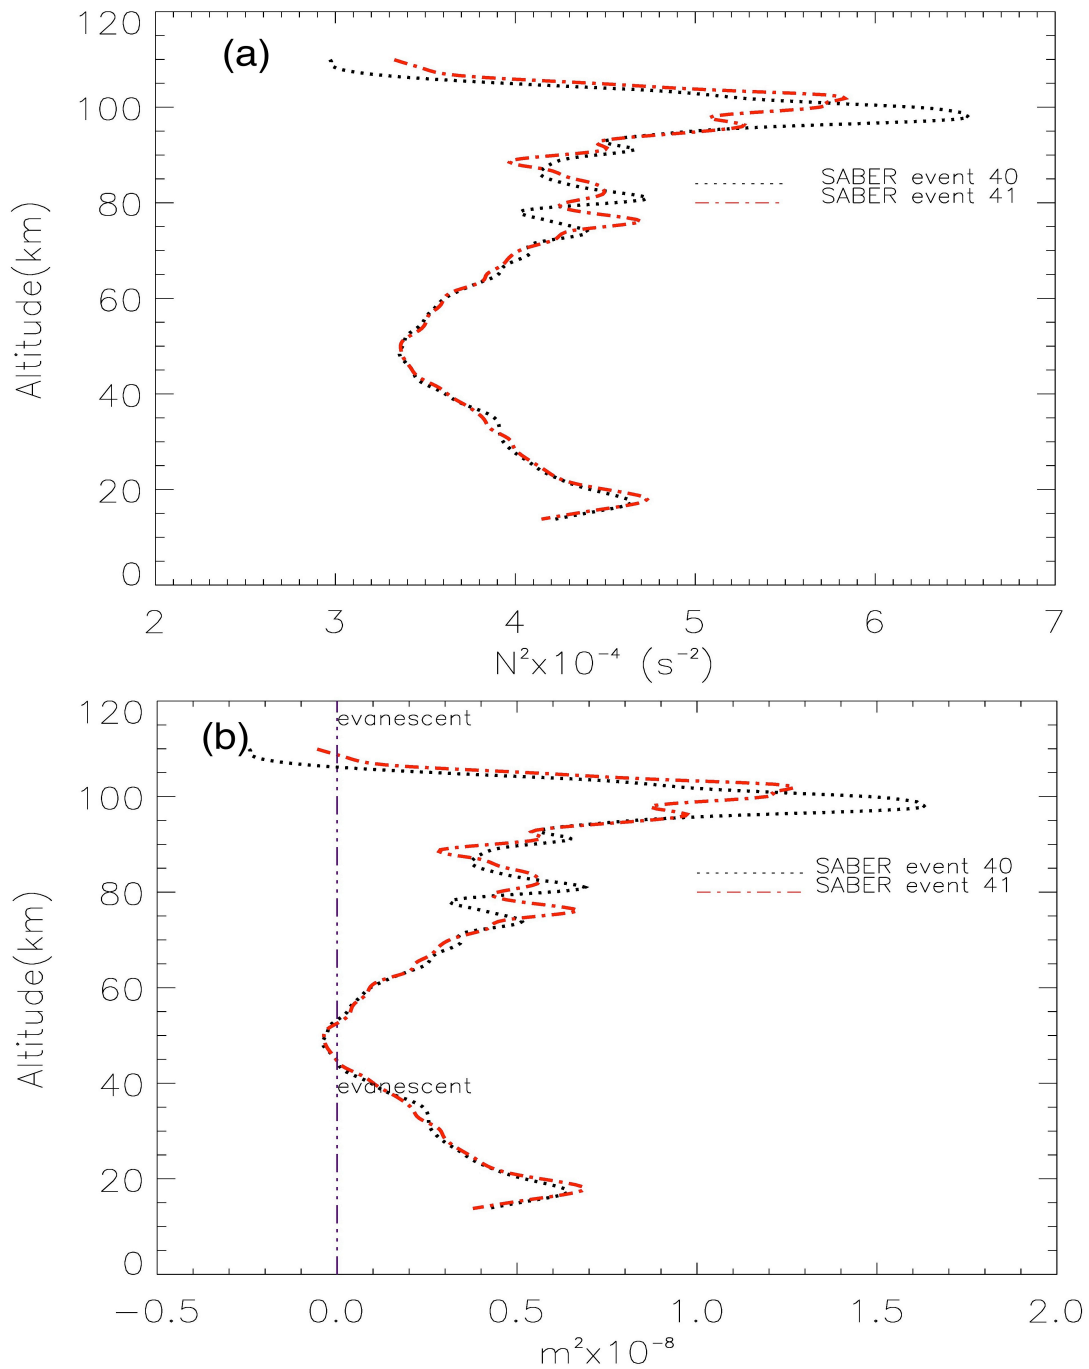 (a)
120
100
80
60
40
20
0
Altitude(km)
SABER event 40
SABER event 41
2 3 4 5 6 7
N²x10⁻⁴ (s⁻²)
(b)
evanescent
120
100
80
60
40
20
0
Altitude(km)
SABER event 40
SABER event 41
evanescent
−0.5 0.0 0.5 1.0 1.5 2.0
m²x10⁻⁸